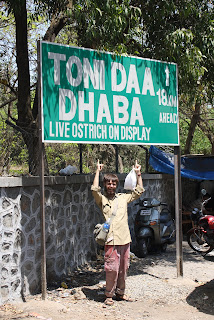 TONI DAA
DHABA
18.KM
AHEAD
LIVE OSTRICH ON DISPLAY